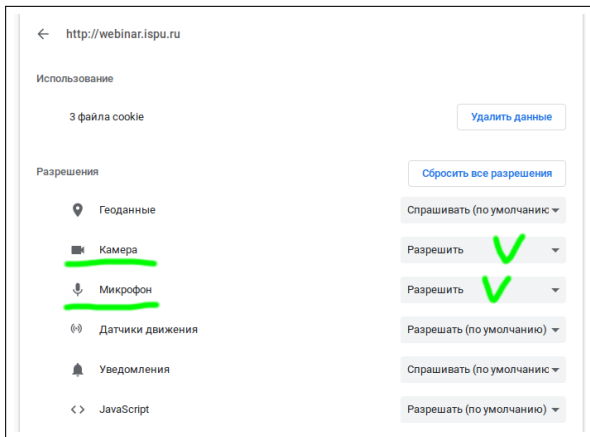 http://webinar.ispu.ru
Использование
3 файла cookie
Удалить данные
Разрешения
Сбросить все разрешения
Геоданные
Спрашивать (по умолчанию
Камера
Разрешить
Микрофон
Разрешить
Датчики движения
Разрешать (по умолчанию)
Уведомления
Спрашивать (по умолчанию
JavaScript
Разрешать (по умолчанию)